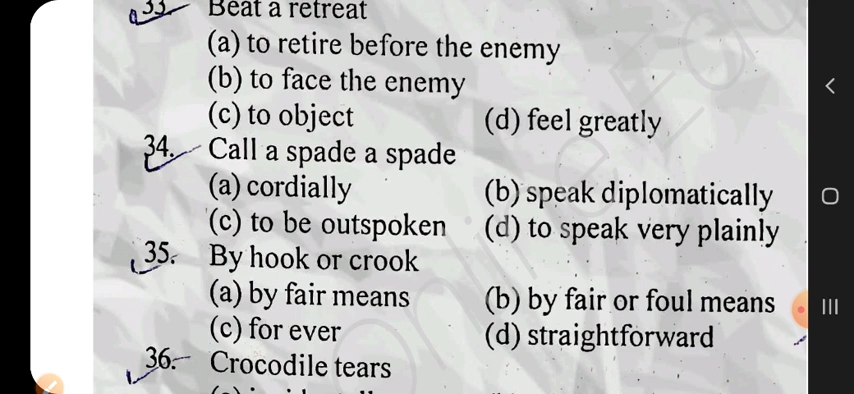 33. Beat a retreat
(a) to retire before the enemy
(b) to face the enemy
(c) to object (d) feel greatly
34. Call a spade a spade
(a) cordially (b) speak diplomatically
(c) to be outspoken (d) to speak very plainly
35. By hook or crook
(a) by fair means (b) by fair or foul means
(c) for ever (d) straightforward
36. Crocodile tears